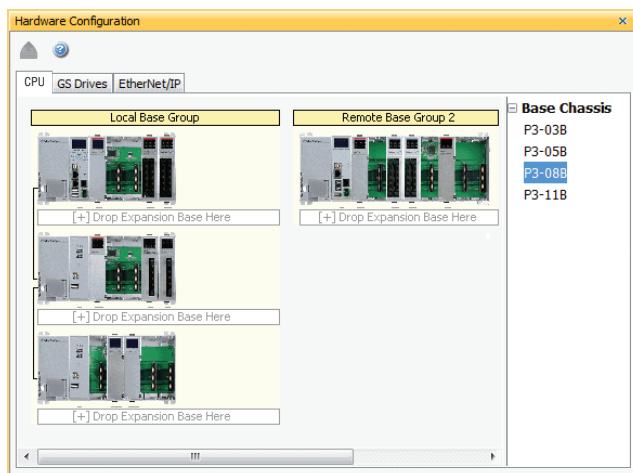 Hardware Configuration
CPU
GS Drives
EtherNet/IP
Local Base Group
Remote Base Group 2
[+] Drop Expansion Base Here
[+] Drop Expansion Base Here
[+] Drop Expansion Base Here
[+] Drop Expansion Base Here
Base Chassis
P3-03B
P3-05B
P3-08B
P3-11B